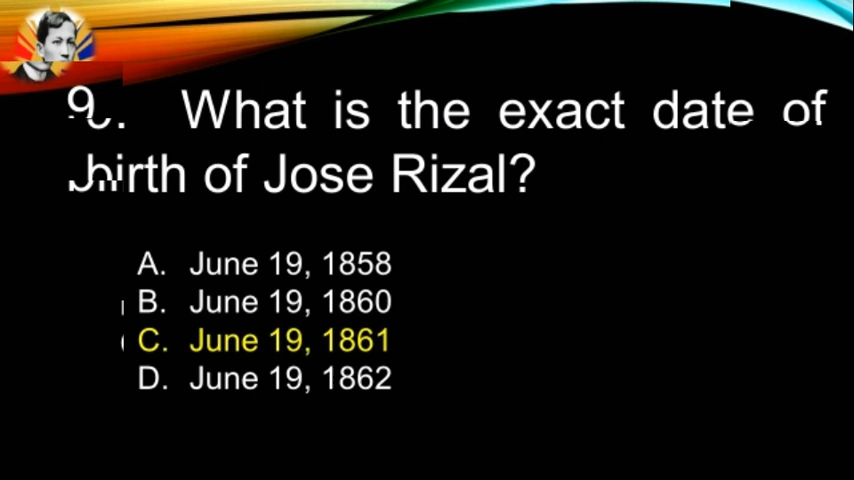 What is the exact date of
birth of Jose Rizal?
A. June 19, 1858
B. June 19, 1860
C. June 19, 1861
D. June 19, 1862